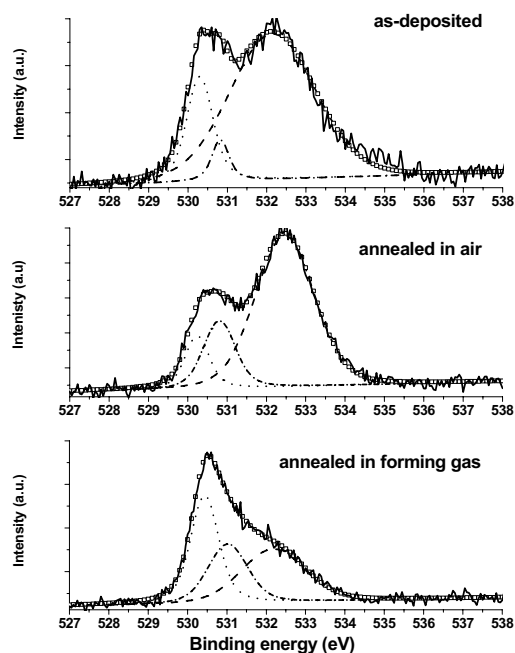 as-deposited
Intensity (a.u.)
527 528 529 530 531 532 533 534 535 536 537 538
annealed in air
Intenisty (a.u)
527 528 529 530 531 532 533 534 535 536 537 538
annealed in forming gas
Intensity (a.u.)
527 528 529 530 531 532 533 534 535 536 537 538
Binding energy (eV)